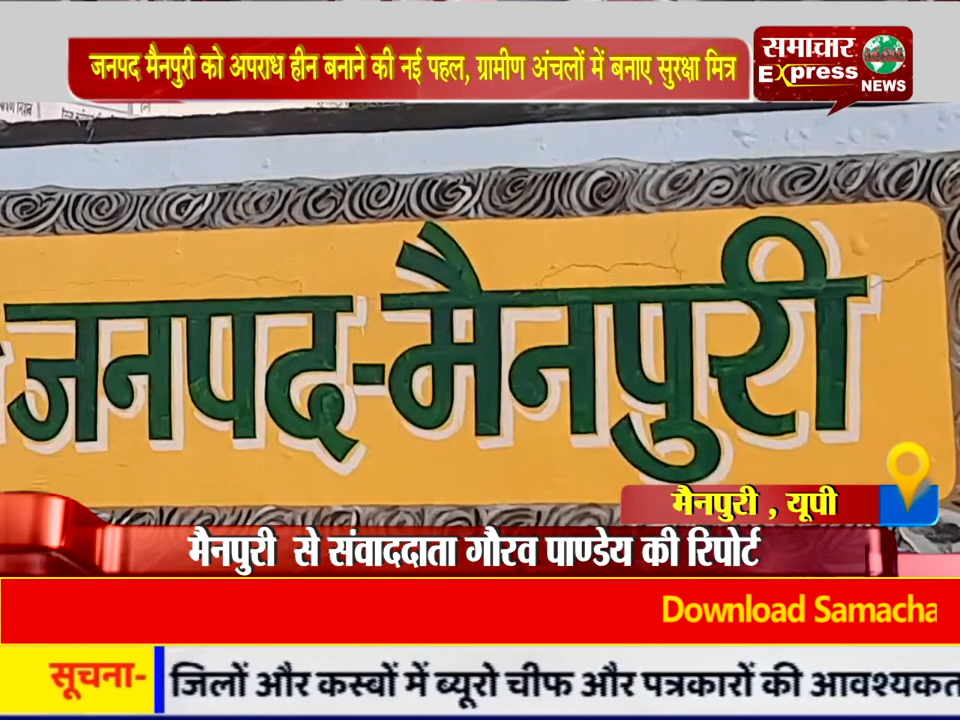 जनपद मैनपुरी को अपराध हीन बनाने की नई पहल, ग्रामीण अंचलों में बनाए सुरक्षा मित्र
समाचार
Express
NEWS
जनपद-मैनपुरी
मैनपुरी , यूपी
मैनपुरी से संवाददाता गौरव पाण्डेय की रिपोर्ट
Download Samacha
सूचना- जिलों और कस्बों में ब्यूरो चीफ और पत्रकारों की आवश्यकत